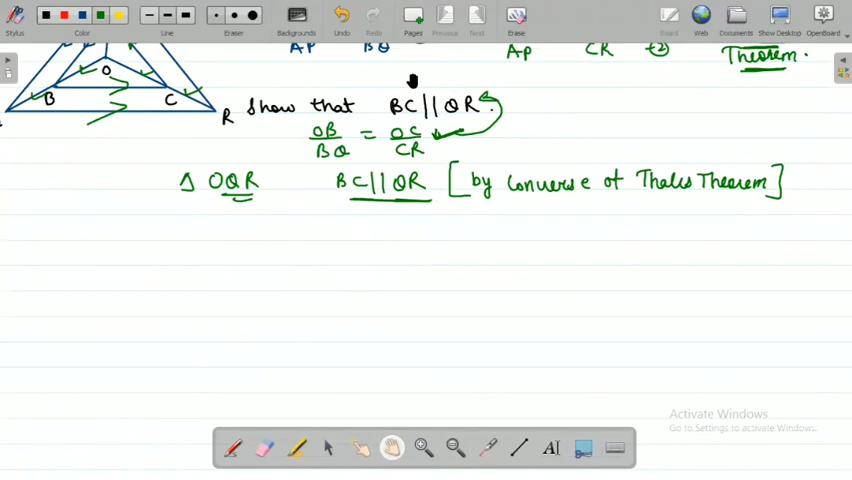 Stylus
Color
Line
Eraser
Backgrounds
Undo
Redo
Pages
Previous
Next
Erase
Board
Web
Documents
Show Desktop
OpenBoard
AP BQ AP CR (2) Theorem.
O
B C
R Show that BC||QR.
OB/BQ = OC/CR
Δ OQR BC||QR [by converse of Thales Theorem]
Activate Windows
Go to Settings to activate Windows.